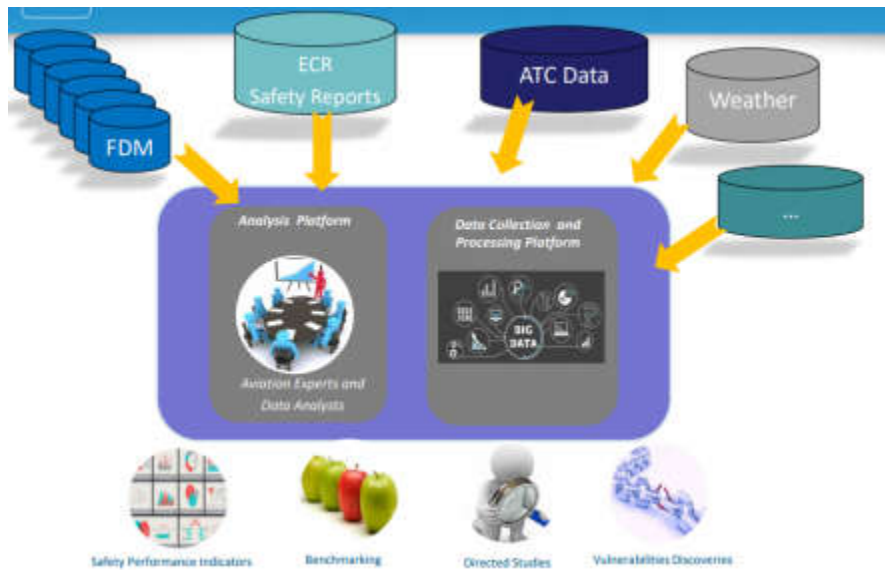 ECR
Safety Reports
ATC Data
Weather
FDM
...
Analysis Platform
Data Collection and
Processing Platform
BIG
DATA
Aviation Experts and
Data Analysts
Safety Performance Indicators
Benchmarking
Directed Studies
Vulnerabilities Discoveries